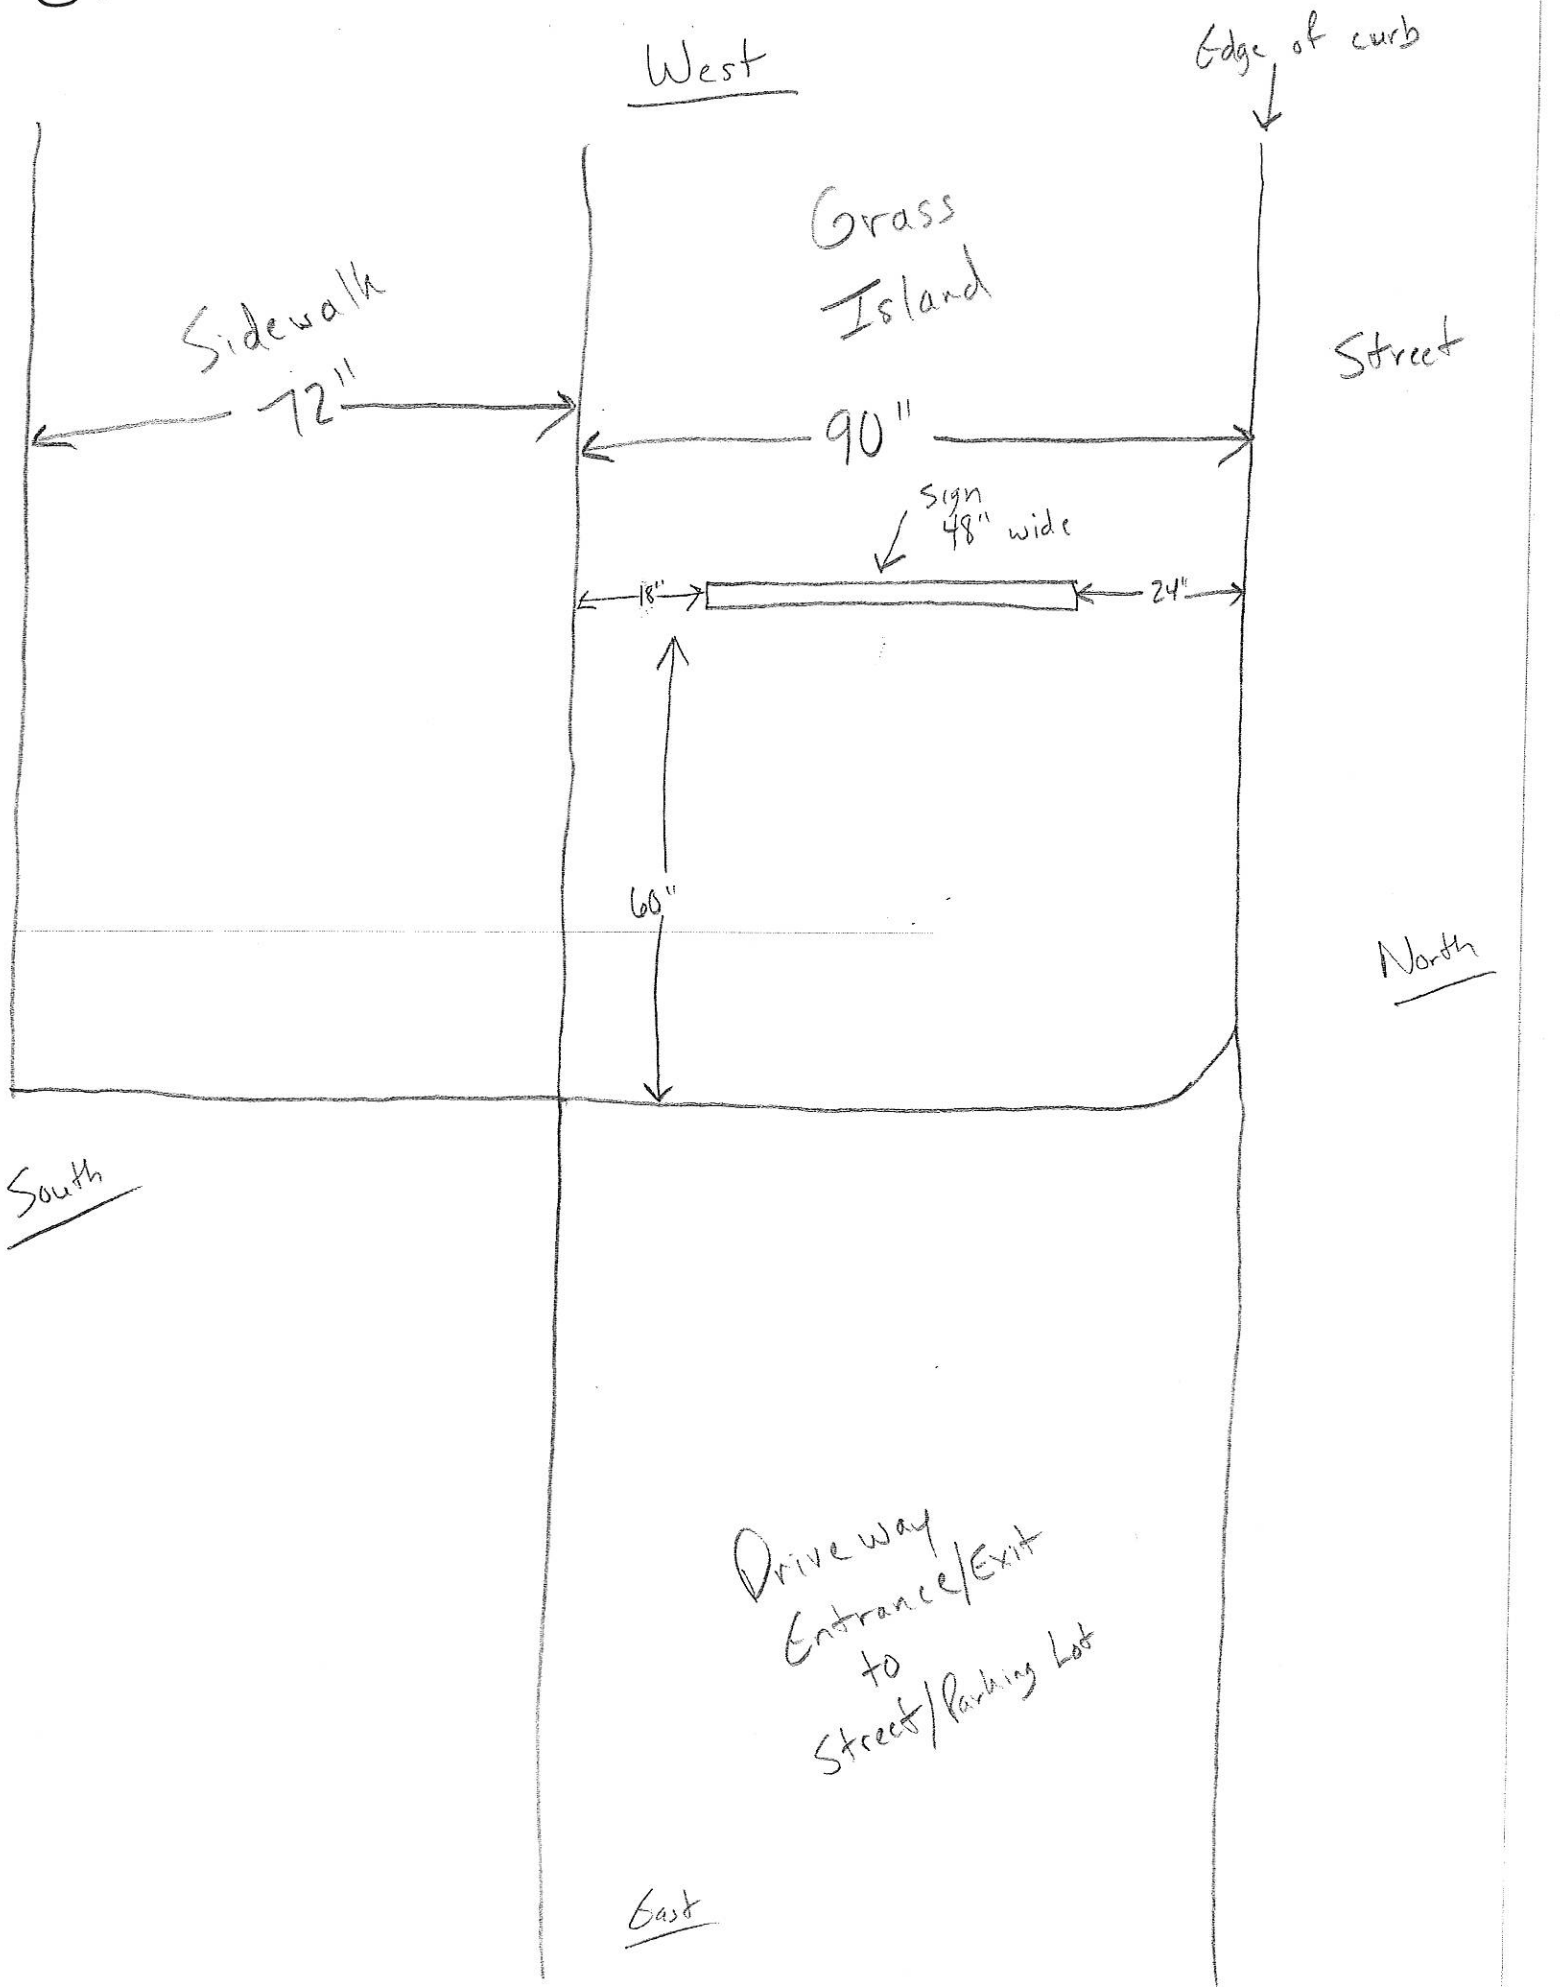 West
Edge of curb
Grass
Island
Sidewalk
72"
Street
90"
Sign
48" wide
18"
24"
60"
North
South
Driveway
Entrance/Exit
to
Street/Parking Lot
East